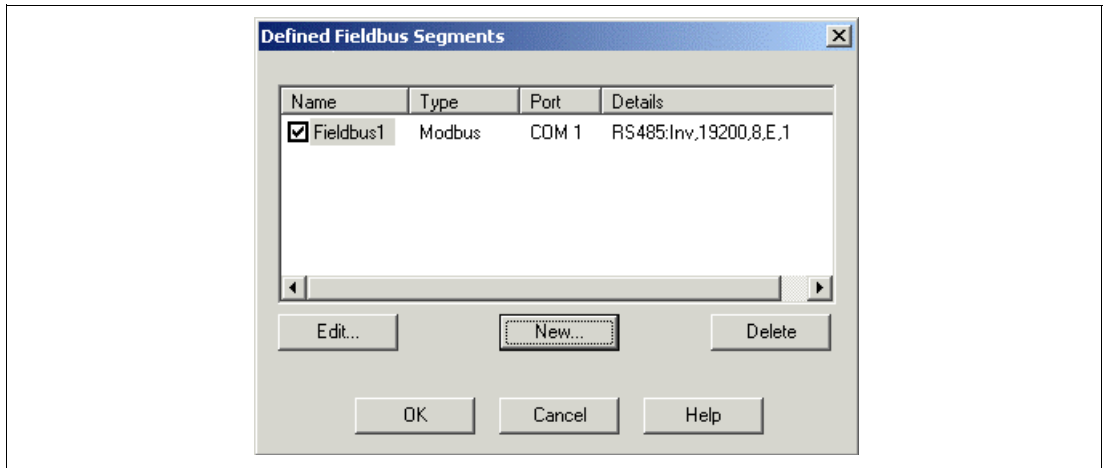 Defined Fieldbus Segments
Name Type Port Details
Fieldbus1 Modbus COM 1 RS485:Inv,19200,8,E,1
Edit... New... Delete
OK Cancel Help